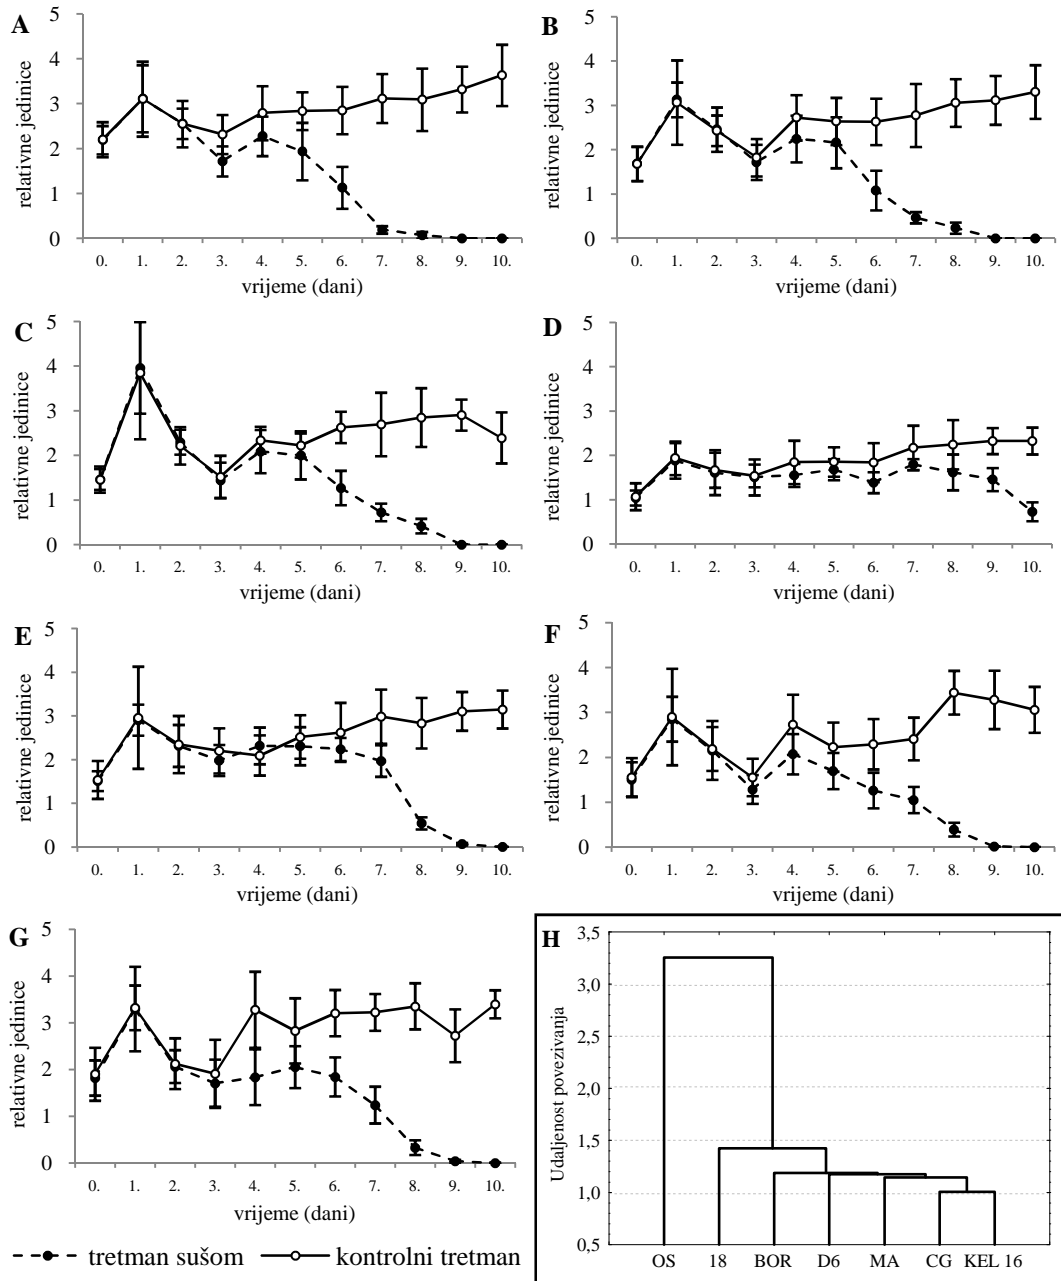 A
relativne jedinice
5
4
3
2
1
0
0. 1. 2. 3. 4. 5. 6. 7. 8. 9. 10.
vrijeme (dani)
B
relativne jedinice
5
4
3
2
1
0
0. 1. 2. 3. 4. 5. 6. 7. 8. 9. 10.
vrijeme (dani)
C
relativne jedinice
5
4
3
2
1
0
0. 1. 2. 3. 4. 5. 6. 7. 8. 9. 10.
vrijeme (dani)
D
relativne jedinice
5
4
3
2
1
0
0. 1. 2. 3. 4. 5. 6. 7. 8. 9. 10.
vrijeme (dani)
E
relativne jedinice
5
4
3
2
1
0
0. 1. 2. 3. 4. 5. 6. 7. 8. 9. 10.
vrijeme (dani)
F
relativne jedinice
5
4
3
2
1
0
0. 1. 2. 3. 4. 5. 6. 7. 8. 9. 10.
vrijeme (dani)
G
relativne jedinice
5
4
3
2
1
0
0. 1. 2. 3. 4. 5. 6. 7. 8. 9. 10.
vrijeme (dani)
H
Udaljenost povezivanja
3,5
3,0
2,5
2,0
1,5
1,0
0,5
OS 18 BOR D6 MA CG KEL 16
tretman sušom kontrolni tretman